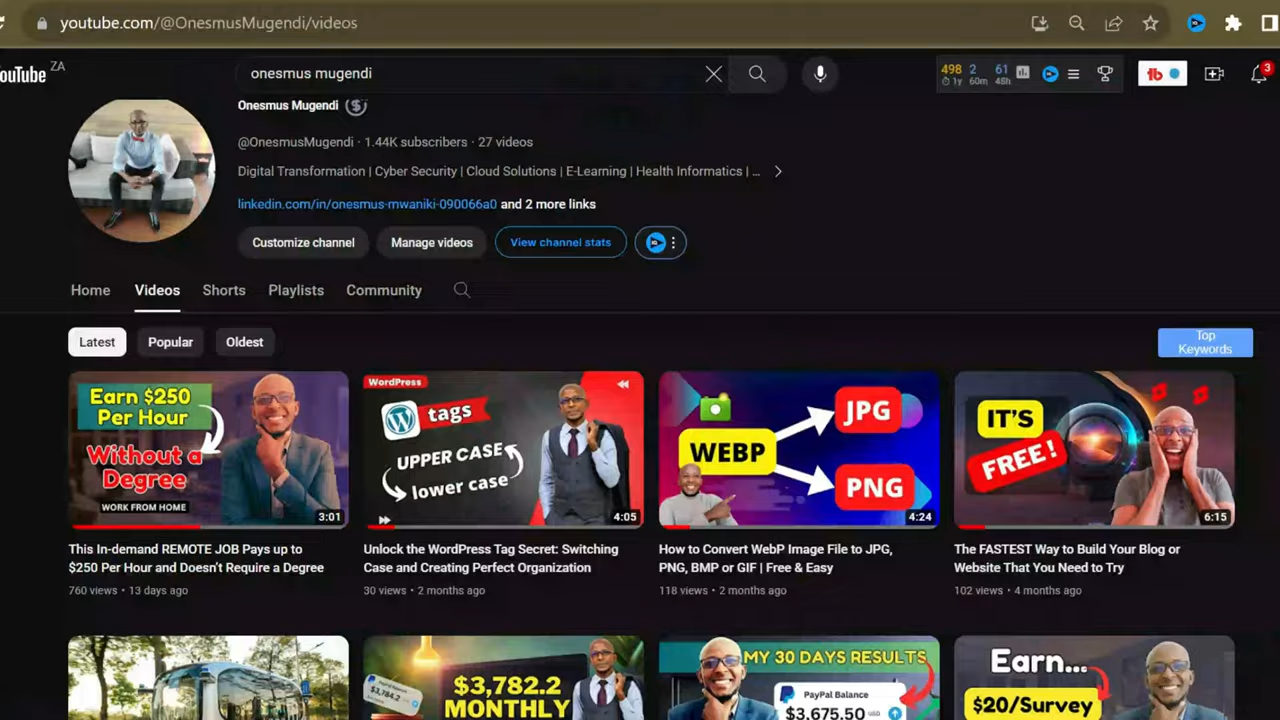 youtube.com/@OnesmusMugendi/videos
ouTube ZA
onesmus mugendi
498 2 61
1y 60m 48h
3
Onesmus Mugendi
@OnesmusMugendi · 1.44K subscribers · 27 videos
Digital Transformation | Cyber Security | Cloud Solutions | E-Learning | Health Informatics | ...
linkedin.com/in/onesmus-mwaniki-090066a0 and 2 more links
Customize channel Manage videos View channel stats
Home Videos Shorts Playlists Community
Latest Popular Oldest
Top
Keywords
Earn $250
Per Hour
Without a
Degree
WORK FROM HOME
3:01
WordPress
tags
UPPER CASE
lower case
4:05
WEBP
JPG
PNG
4:24
IT'S
FREE!
6:15
This In-demand REMOTE JOB Pays up to
$250 Per Hour and Doesn't Require a Degree
760 views · 13 days ago
Unlock the WordPress Tag Secret: Switching
Case and Creating Perfect Organization
30 views · 2 months ago
How to Convert WebP Image File to JPG,
PNG, BMP or GIF | Free & Easy
118 views · 2 months ago
The FASTEST Way to Build Your Blog or
Website That You Need to Try
102 views · 4 months ago
$3,784.2
$3,782.2
MONTHLY
MY 30 DAYS RESULTS
PayPal Balance
$3,675.50 USD
Earn...
$20/Survey